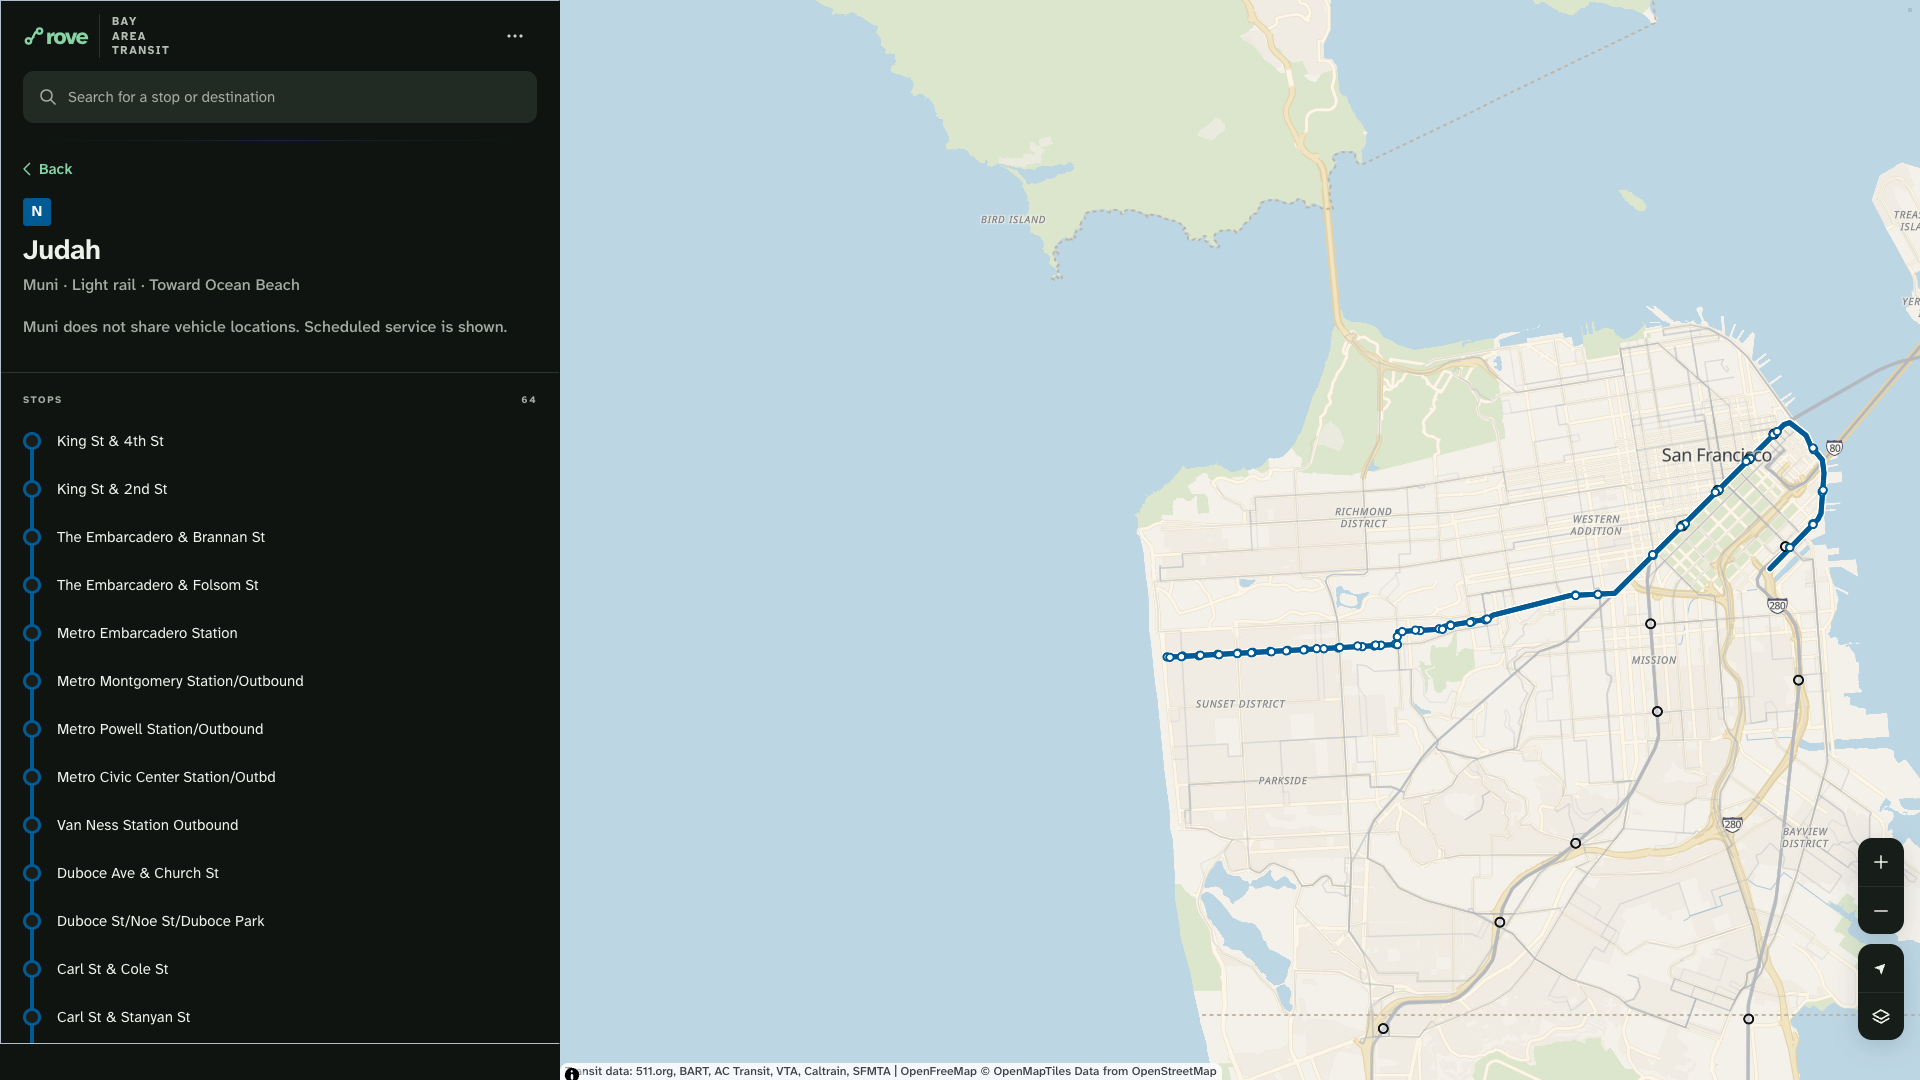 rove
BAY
AREA
TRANSIT
Search for a stop or destination
Back
N
Judah
Muni · Light rail · Toward Ocean Beach
Muni does not share vehicle locations. Scheduled service is shown.
STOPS
64
King St & 4th St
King St & 2nd St
The Embarcadero & Brannan St
The Embarcadero & Folsom St
Metro Embarcadero Station
Metro Montgomery Station/Outbound
Metro Powell Station/Outbound
Metro Civic Center Station/Outbd
Van Ness Station Outbound
Duboce Ave & Church St
Duboce St/Noe St/Duboce Park
Carl St & Cole St
Carl St & Stanyan St
BIRD ISLAND
San Francisco
80
RICHMOND
DISTRICT
WESTERN
ADDITION
280
MISSION
SUNSET DISTRICT
PARKSIDE
280
BAYVIEW
DISTRICT
nsit data: 511.org, BART, AC Transit, VTA, Caltrain, SFMTA | OpenFreeMap © OpenMapTiles Data from OpenStreetMap